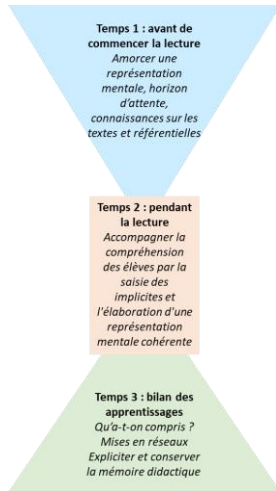 Temps 1 : avant de
commencer la lecture
Amorcer une
représentation
mentale, horizon
d'attente,
connaissances sur les
textes et référentielles
Temps 2 : pendant
la lecture
Accompagner la
compréhension
des élèves par la
saisie des
implicites et
l'élaboration d'une
représentation
mentale cohérente
Temps 3 : bilan des
apprentissages
Qu'a-t-on compris ?
Mises en réseaux
Expliciter et conserver
la mémoire didactique